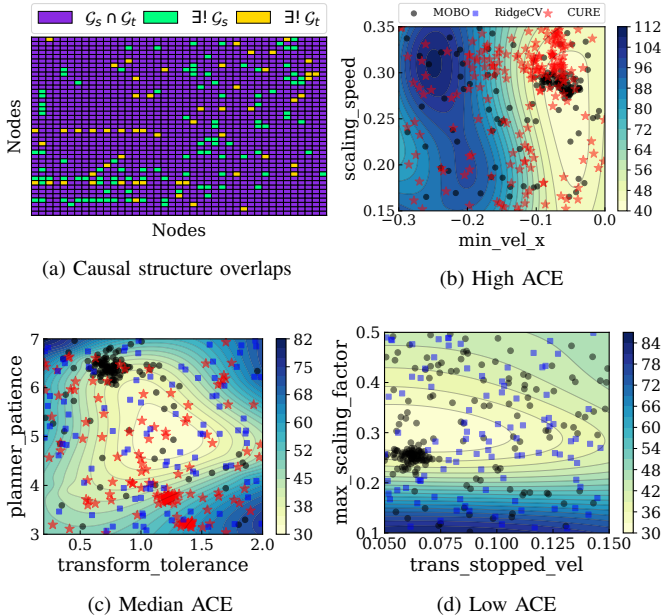 𝒢ₛ ∩ 𝒢ₜ ∃! 𝒢ₛ ∃! 𝒢ₜ
Nodes
Nodes
(a) Causal structure overlaps
MOBO RidgeCV CURE
scaling_speed
0.35
0.30
0.25
0.20
0.15
−0.3 −0.2 −0.1 0.0
min_vel_x
112
104
96
88
80
72
64
56
48
40
(b) High ACE
planner_patience
7
6
5
4
3
0.5 1.0 1.5 2.0
transform_tolerance
82
75
67
60
52
45
38
30
(c) Median ACE
max_scaling_factor
0.5
0.4
0.3
0.2
0.1
0.050 0.075 0.100 0.125 0.150
trans_stopped_vel
84
78
72
66
60
54
48
42
36
30
(d) Low ACE